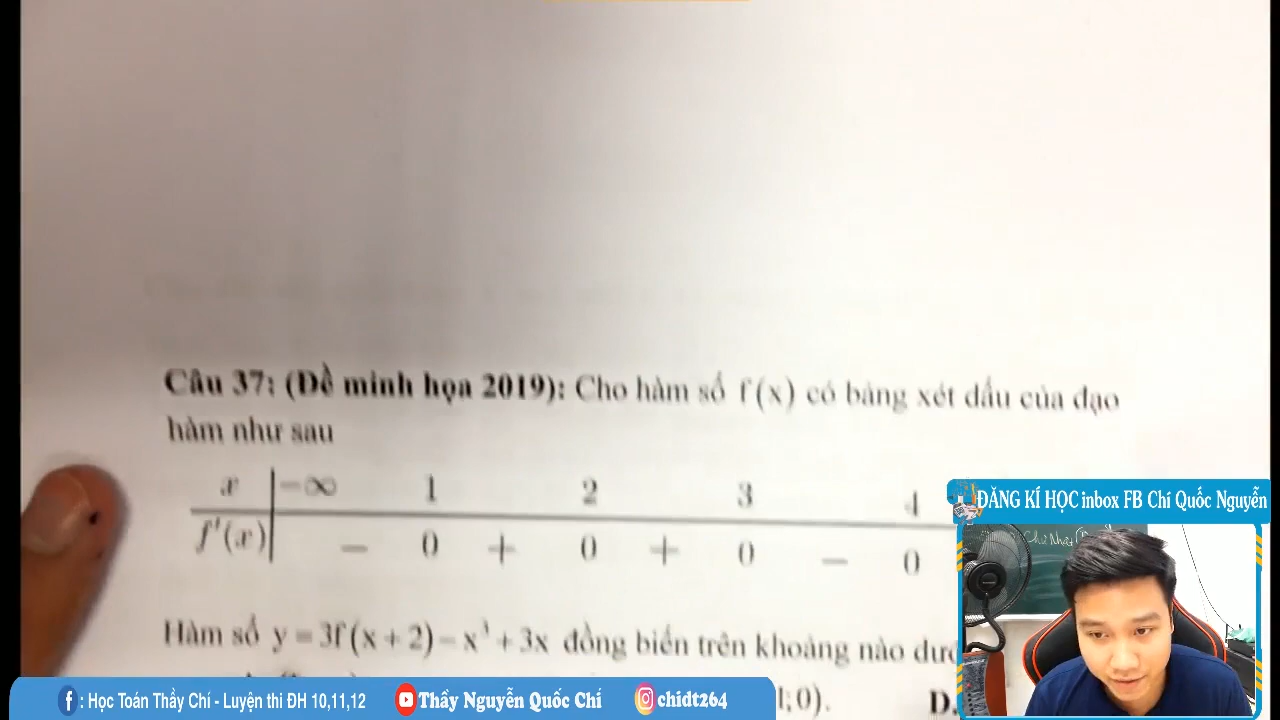 Câu 37: (Đề minh họa 2019): Cho hàm số f(x) có bảng xét dấu của đạo
hàm như sau
x −∞ 1 2 3 4
f'(x) − 0 + 0 + 0 − 0
Hàm số y = 3f(x+2) − x³ + 3x đồng biến trên khoảng nào
;0). D.
ĐĂNG KÍ HỌC inbox FB Chí Quốc Nguyễn
: Học Toán Thầy Chí - Luyện thi ĐH 10,11,12
Thầy Nguyễn Quốc Chí
chidt264